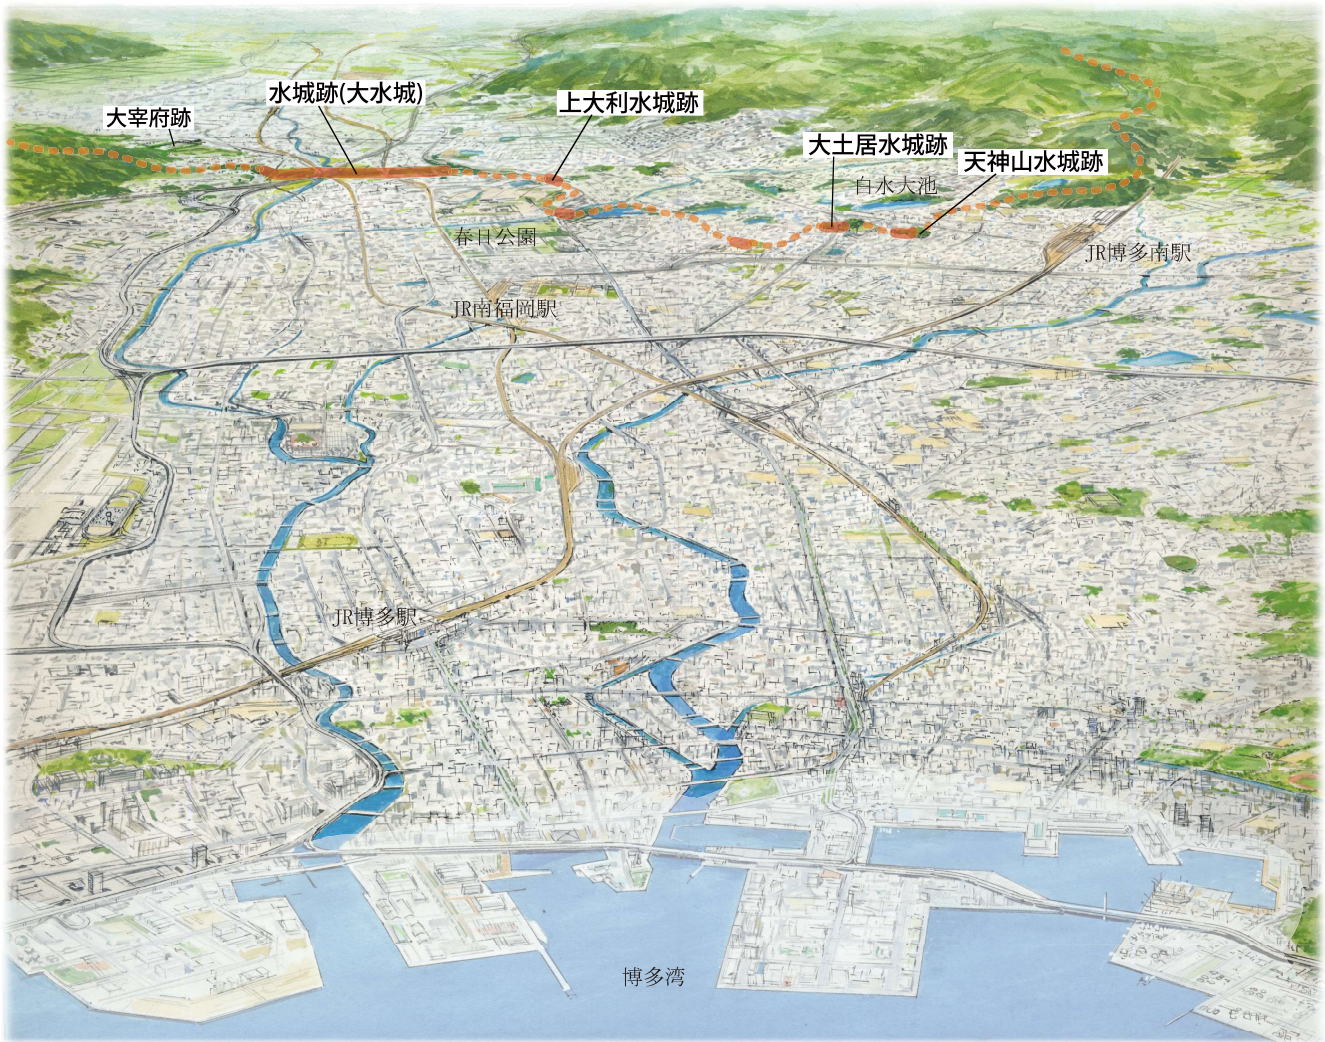 水城跡(大水城)
上大利水城跡
大宰府跡
大土居水城跡
天神山水城跡
白水大池
春日公園
JR博多南駅
JR南福岡駅
JR博多駅
博多湾